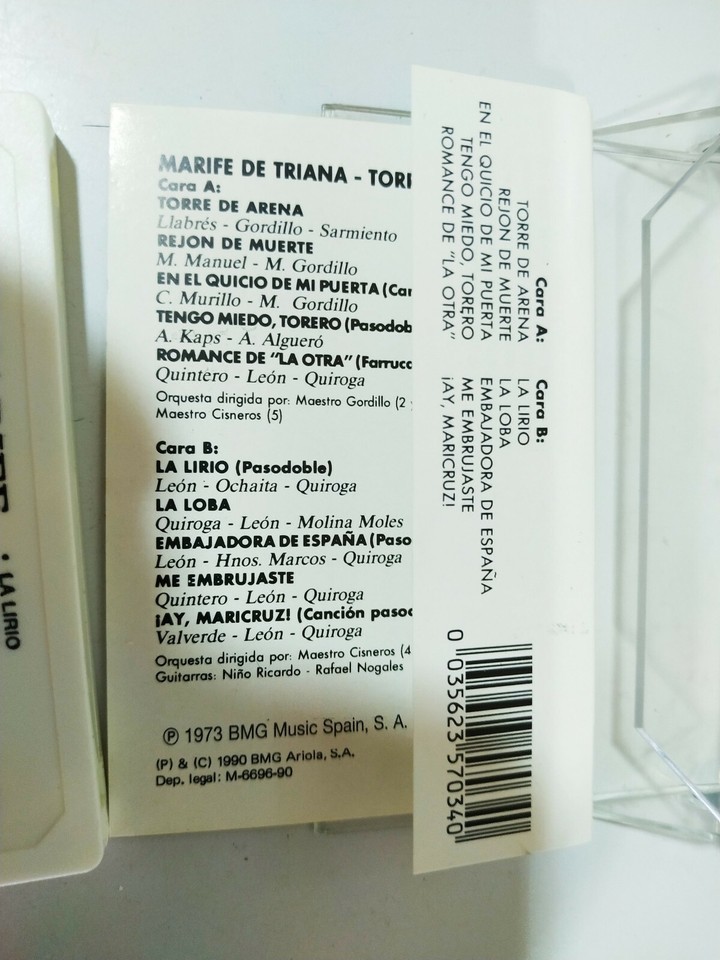 MARIFE DE TRIANA - TORR
Cara A:
TORRE DE ARENA
Llabrés - Gordillo - Sarmiento
REJON DE MUERTE
M. Manuel - M. Gordillo
EN EL QUICIO DE MI PUERTA (Can
C. Murillo - M. Gordillo
TENGO MIEDO, TORERO (Pasodob
A. Kaps - A. Algueró
ROMANCE DE “LA OTRA” (Farruca
Quintero - León - Quiroga
Orquesta dirigida por: Maestro Gordillo (2
Maestro Cisneros (5)
Cara B:
LA LIRIO (Pasodoble)
León - Ochaita - Quiroga
LA LOBA
Quiroga - León - Molina Moles
EMBAJADORA DE ESPAÑA (Paso
León - Hnos. Marcos - Quiroga
ME EMBRUJASTE
Quintero - León - Quiroga
¡AY, MARICRUZ! (Canción pasod
Valverde - León - Quiroga
Orquesta dirigida por: Maestro Cisneros (4
Guitarras: Niño Ricardo - Rafael Nogales
℗ 1973 BMG Music Spain, S. A.
(P) & (C) 1990 BMG Ariola, S.A.
Dep. legal: M-6696-90
Cara A:
TORRE DE ARENA
REJON DE MUERTE
EN EL QUICIO DE MI PUERTA
TENGO MIEDO, TORERO
ROMANCE DE “LA OTRA”
Cara B:
LA LIRIO
LA LOBA
EMBAJADORA DE ESPAÑA
ME EMBRUJASTE
¡AY, MARICRUZ!
0 035623 570340
: LA LIRIO